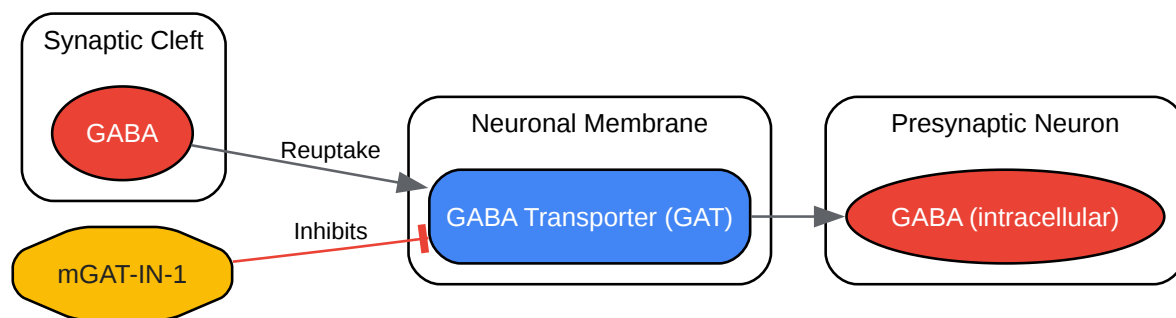 Synaptic Cleft
GABA
Reuptake
mGAT-IN-1
Inhibits
Neuronal Membrane
GABA Transporter (GAT)
Presynaptic Neuron
GABA (intracellular)